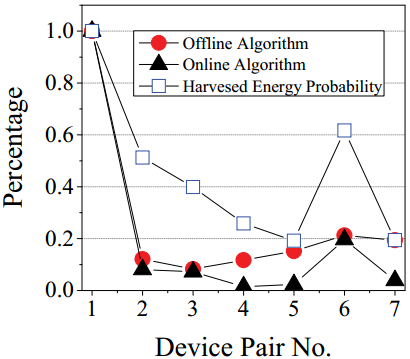 Percentage
1.0
0.8
0.6
0.4
0.2
0.0
Offline Algorithm
Online Algorithm
Harvesed Energy Probability
1 2 3 4 5 6 7
Device Pair No.